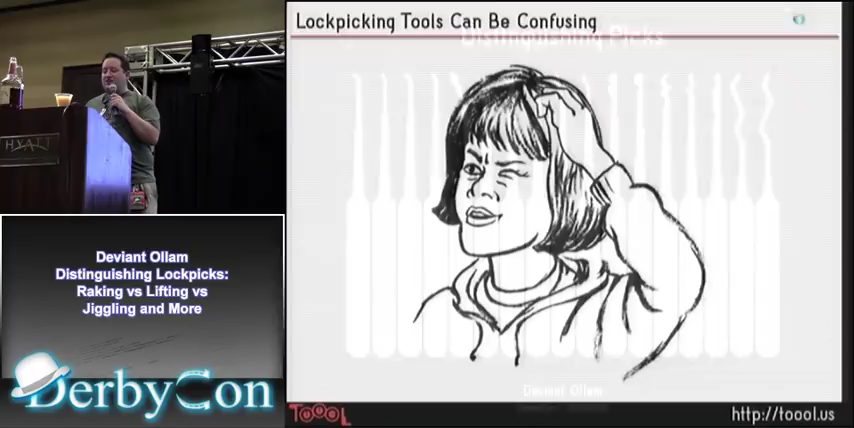 Lockpicking Tools Can Be Confusing
Distinguishing Picks
HYATT
Deviant Ollam
Distinguishing Lockpicks:
Raking vs Lifting vs
Jiggling and More
DerbyCon
Deviant Ollam
TOOOL
http://toool.us